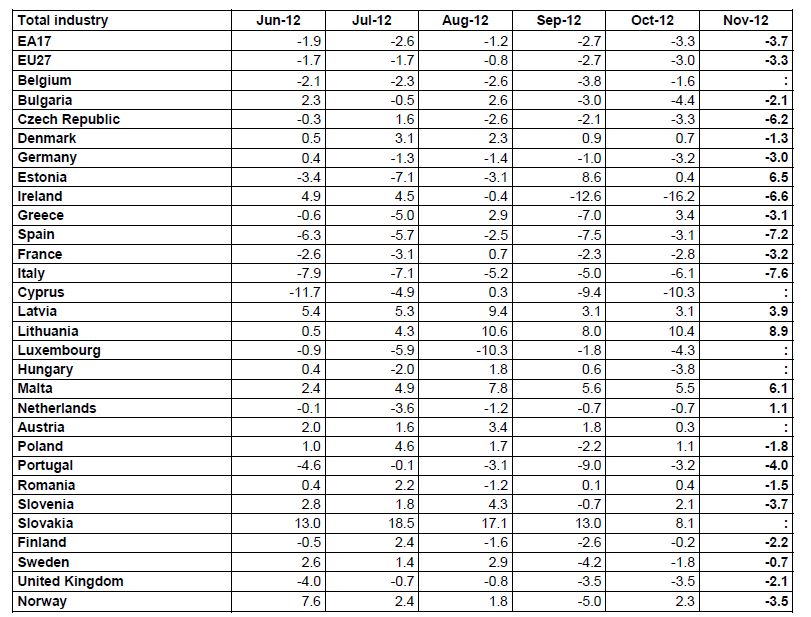 Total industry Jun-12 Jul-12 Aug-12 Sep-12 Oct-12 Nov-12
EA17 -1.9 -2.6 -1.2 -2.7 -3.3 -3.7
EU27 -1.7 -1.7 -0.8 -2.7 -3.0 -3.3
Belgium -2.1 -2.3 -2.6 -3.8 -1.6 :
Bulgaria 2.3 -0.5 2.6 -3.0 -4.4 -2.1
Czech Republic -0.3 1.6 -2.6 -2.1 -3.3 -6.2
Denmark 0.5 3.1 2.3 0.9 0.7 -1.3
Germany 0.4 -1.3 -1.4 -1.0 -3.2 -3.0
Estonia -3.4 -7.1 -3.1 8.6 0.4 6.5
Ireland 4.9 4.5 -0.4 -12.6 -16.2 -6.6
Greece -0.6 -5.0 2.9 -7.0 3.4 -3.1
Spain -6.3 -5.7 -2.5 -7.5 -3.1 -7.2
France -2.6 -3.1 0.7 -2.3 -2.8 -3.2
Italy -7.9 -7.1 -5.2 -5.0 -6.1 -7.6
Cyprus -11.7 -4.9 0.3 -9.4 -10.3 :
Latvia 5.4 5.3 9.4 3.1 3.1 3.9
Lithuania 0.5 4.3 10.6 8.0 10.4 8.9
Luxembourg -0.9 -5.9 -10.3 -1.8 -4.3 :
Hungary 0.4 -2.0 1.8 0.6 -3.8 :
Malta 2.4 4.9 7.8 5.6 5.5 6.1
Netherlands -0.1 -3.6 -1.2 -0.7 -0.7 1.1
Austria 2.0 1.6 3.4 1.8 0.3 :
Poland 1.0 4.6 1.7 -2.2 1.1 -1.8
Portugal -4.6 -0.1 -3.1 -9.0 -3.2 -4.0
Romania 0.4 2.2 -1.2 0.1 0.4 -1.5
Slovenia 2.8 1.8 4.3 -0.7 2.1 -3.7
Slovakia 13.0 18.5 17.1 13.0 8.1 :
Finland -0.5 2.4 -1.6 -2.6 -0.2 -2.2
Sweden 2.6 1.4 2.9 -4.2 -1.8 -0.7
United Kingdom -4.0 -0.7 -0.8 -3.5 -3.5 -2.1
Norway 7.6 2.4 1.8 -5.0 2.3 -3.5